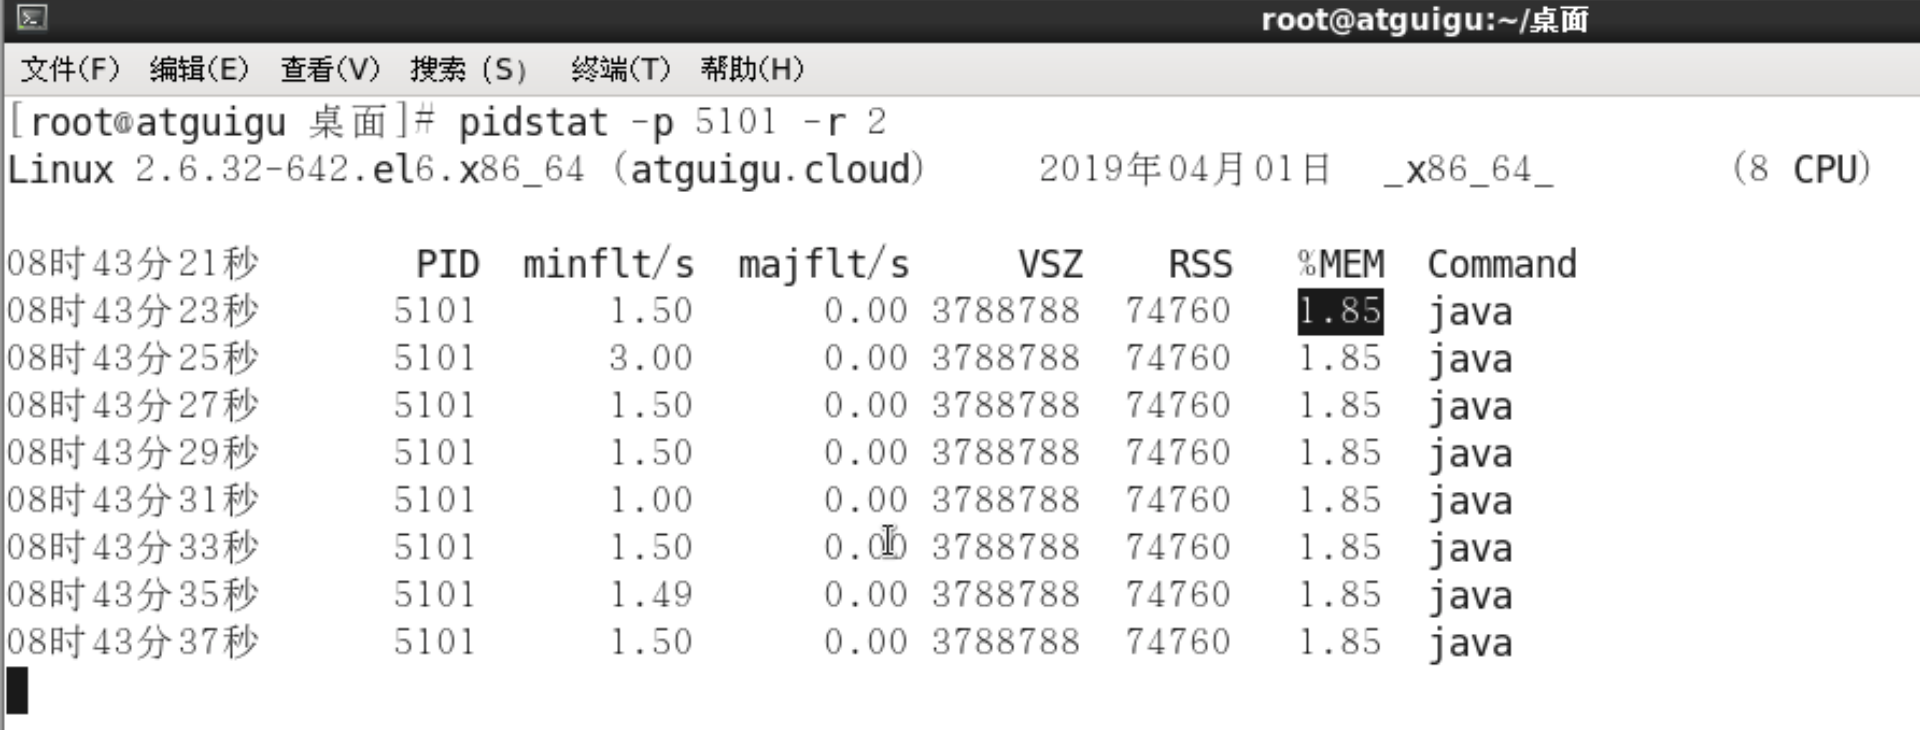 root@atguigu:~/桌面
文件(F) 编辑(E) 查看(V) 搜索 (S) 终端(T) 帮助(H)
[root@atguigu 桌面]# pidstat -p 5101 -r 2
Linux 2.6.32-642.el6.x86_64 (atguigu.cloud) 2019年04月01日 _x86_64_ (8 CPU)
08时43分21秒 PID minflt/s majflt/s VSZ RSS %MEM Command
08时43分23秒 5101 1.50 0.00 3788788 74760 1.85 java
08时43分25秒 5101 3.00 0.00 3788788 74760 1.85 java
08时43分27秒 5101 1.50 0.00 3788788 74760 1.85 java
08时43分29秒 5101 1.50 0.00 3788788 74760 1.85 java
08时43分31秒 5101 1.00 0.00 3788788 74760 1.85 java
08时43分33秒 5101 1.50 0.00 3788788 74760 1.85 java
08时43分35秒 5101 1.49 0.00 3788788 74760 1.85 java
08时43分37秒 5101 1.50 0.00 3788788 74760 1.85 java